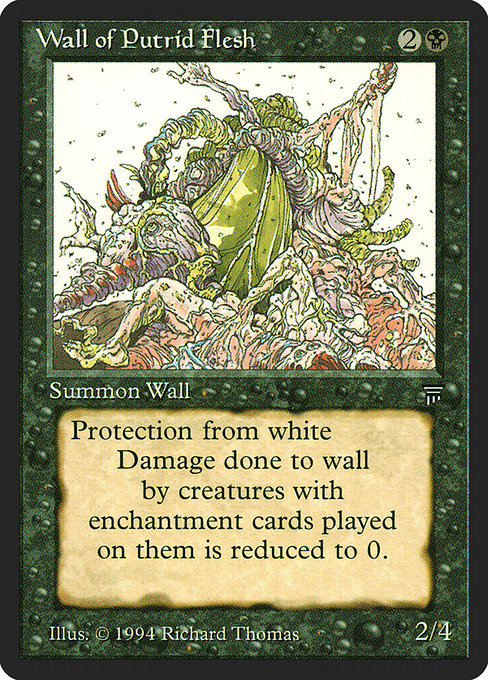 Wall of Putrid Flesh 2
Summon Wall
Protection from white
Damage done to wall
by creatures with
enchantment cards played
on them is reduced to 0.
Illus. © 1994 Richard Thomas 2/4